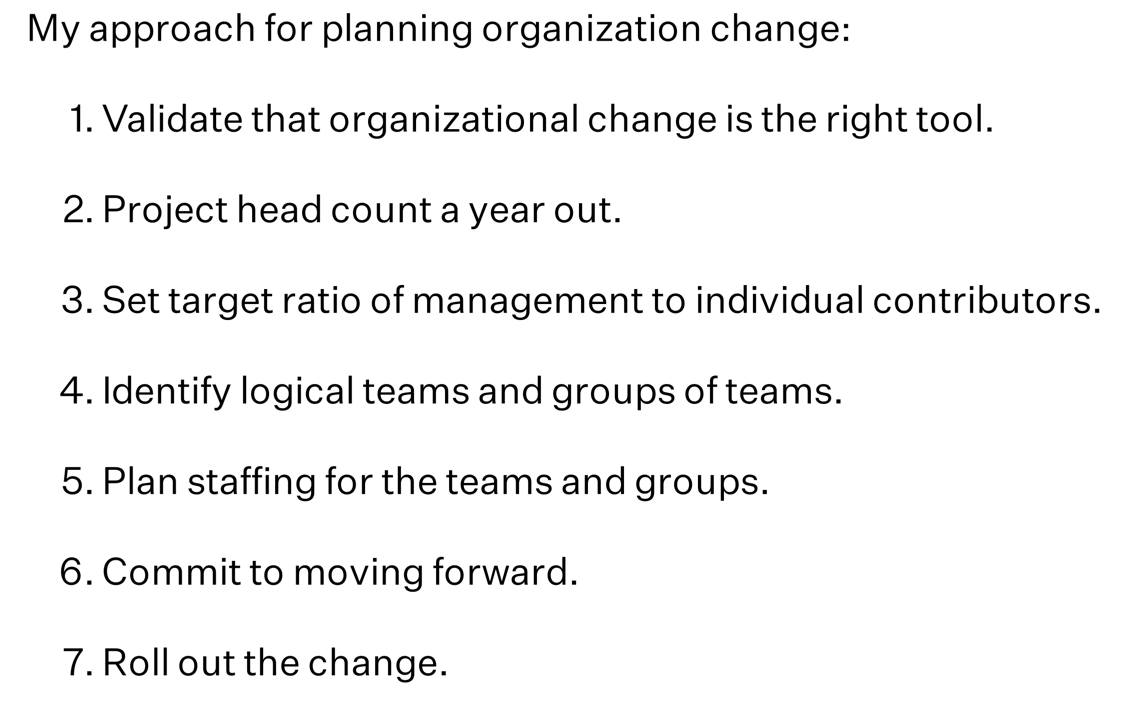 My approach for planning organization change:
1. Validate that organizational change is the right tool.
2. Project head count a year out.
3. Set target ratio of management to individual contributors.
4. Identify logical teams and groups of teams.
5. Plan staffing for the teams and groups.
6. Commit to moving forward.
7. Roll out the change.